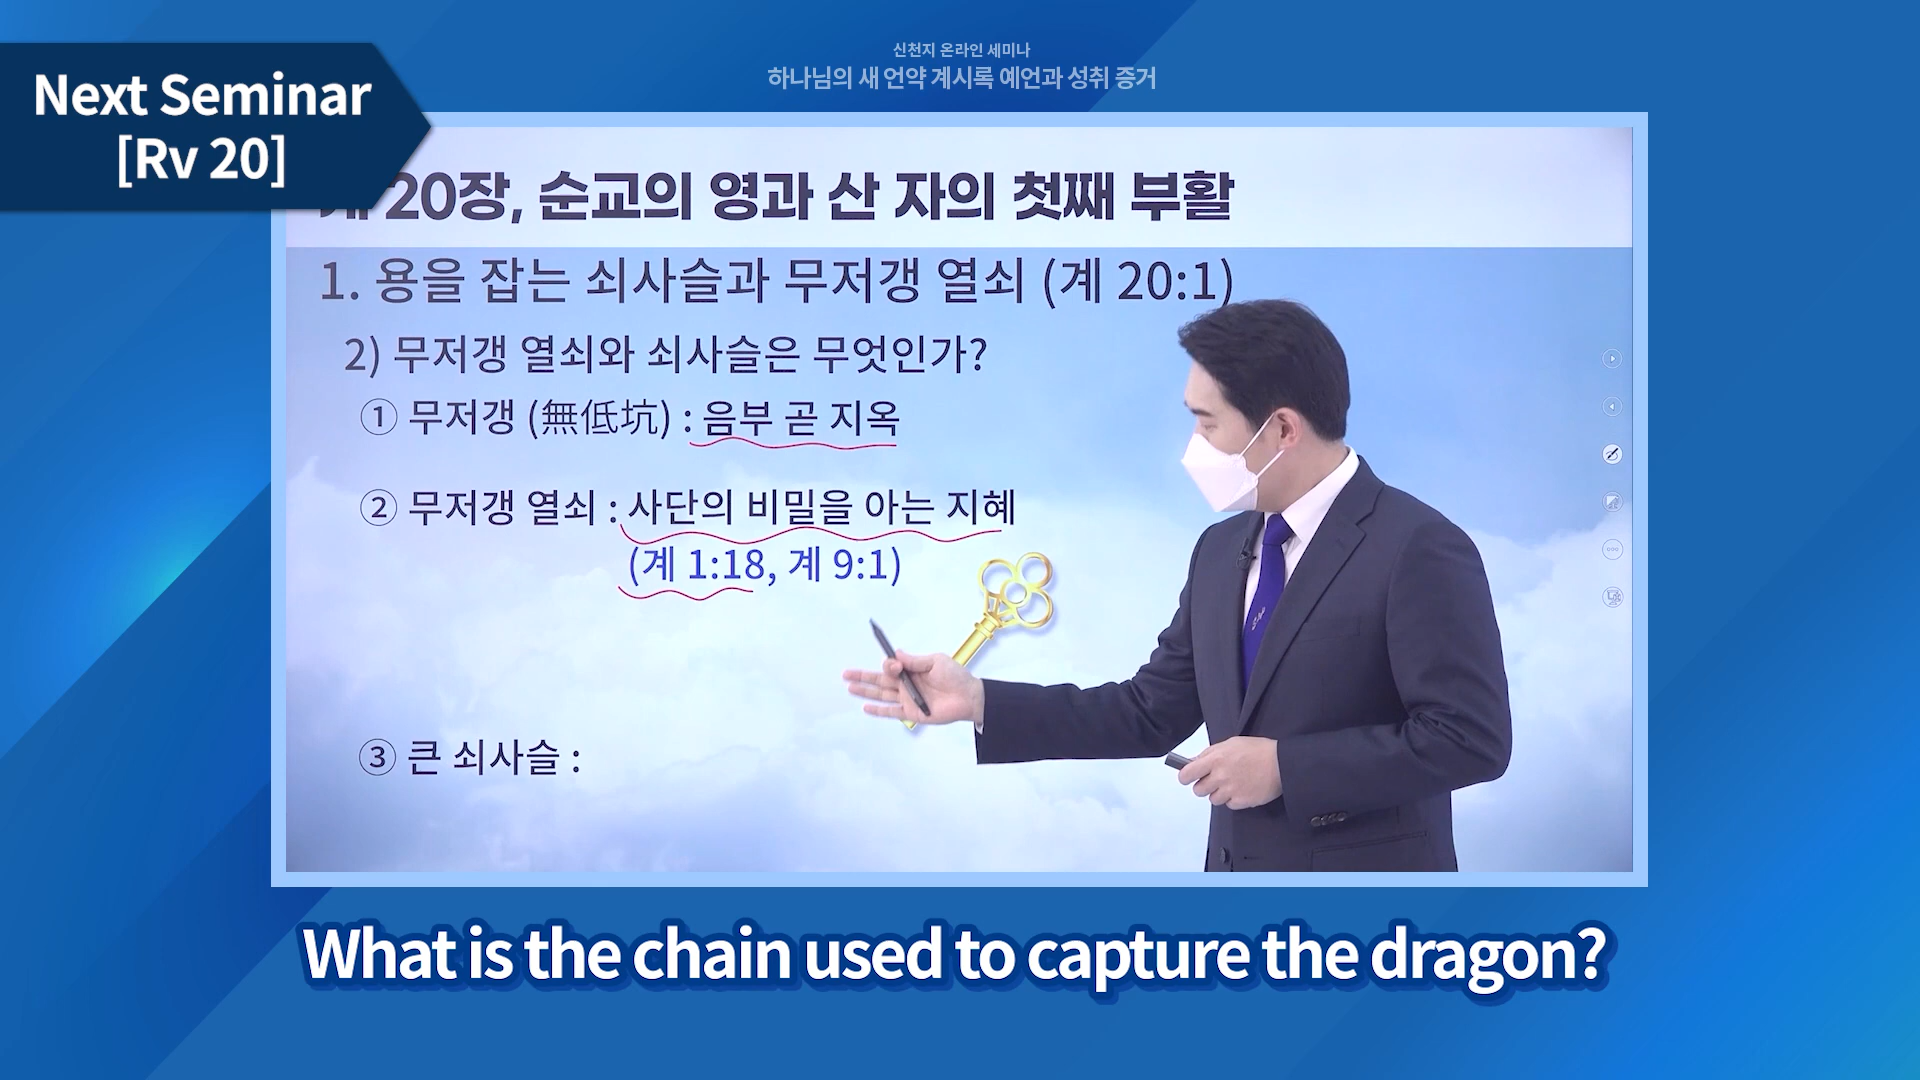 신천지 온라인 세미나
하나님의 새 언약 계시록 예언과 성취 증거
Next Seminar
[Rv 20]
20장, 순교의 영과 산 자의 첫째 부활
1. 용을 잡는 쇠사슬과 무저갱 열쇠 (계 20:1)
2) 무저갱 열쇠와 쇠사슬은 무엇인가?
① 무저갱 (無低坑) : 음부 곧 지옥
② 무저갱 열쇠 : 사단의 비밀을 아는 지혜
(계 1:18, 계 9:1)
③ 큰 쇠사슬 :
What is the chain used to capture the dragon?